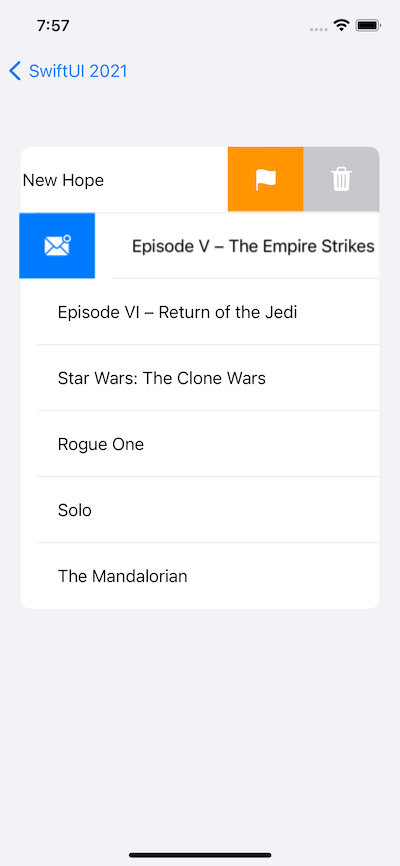 7:57
SwiftUI 2021
New Hope
Episode V – The Empire Strikes
Episode VI – Return of the Jedi
Star Wars: The Clone Wars
Rogue One
Solo
The Mandalorian